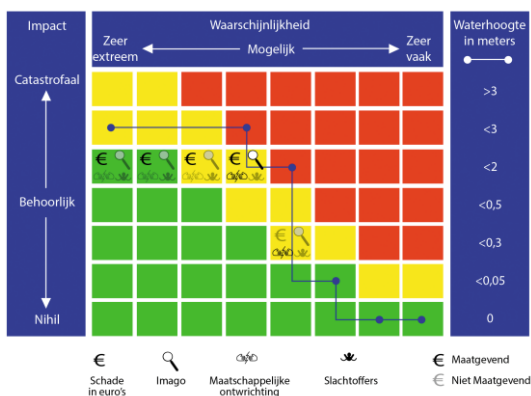 Impact
Waarschijnlijkheid
Waterhoogte
in meters
Zeer
extreem
Mogelijk
Zeer
vaak
Catastrofaal
>3
<3
€ € € €
<2
Behoorlijk
<0,5
€
<0,3
<0,05
Nihil
0
€
Schade
in euro's
Imago
Maatschappelijke
ontwrichting
Slachtoffers
€ Maatgevend
€ Niet Maatgevend